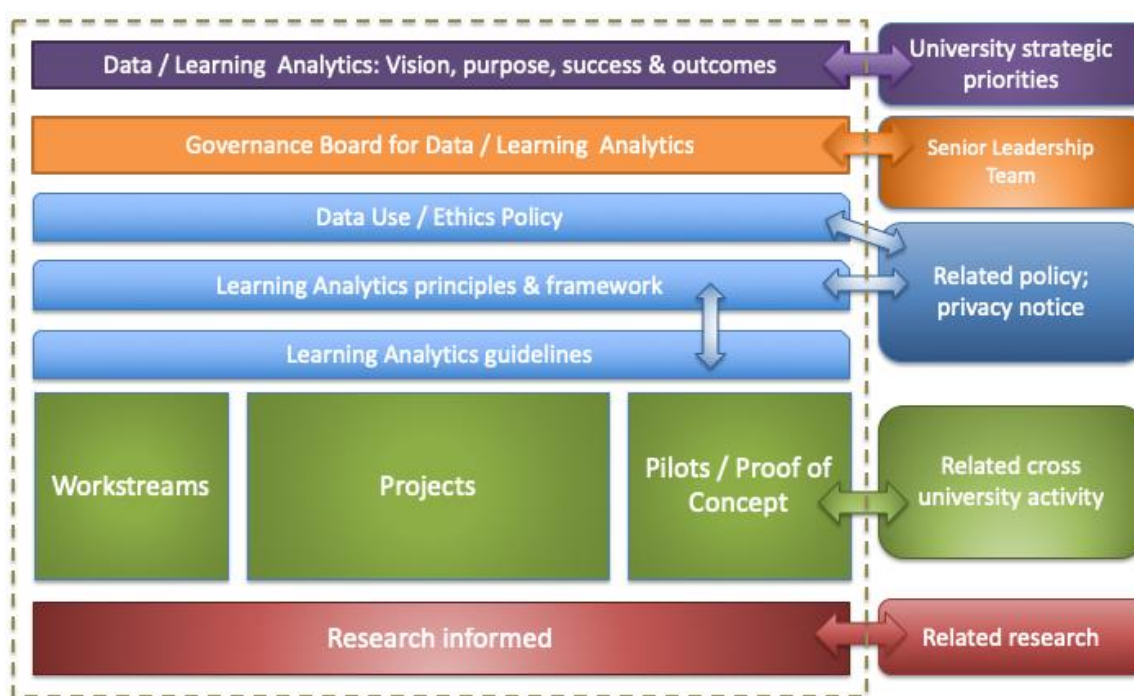 Data / Learning Analytics: Vision, purpose, success & outcomes
University strategic
priorities
Governance Board for Data / Learning Analytics
Senior Leadership
Team
Data Use / Ethics Policy
Learning Analytics principles & framework
Related policy;
privacy notice
Learning Analytics guidelines
Workstreams
Projects
Pilots / Proof of
Concept
Related cross
university activity
Research informed
Related research